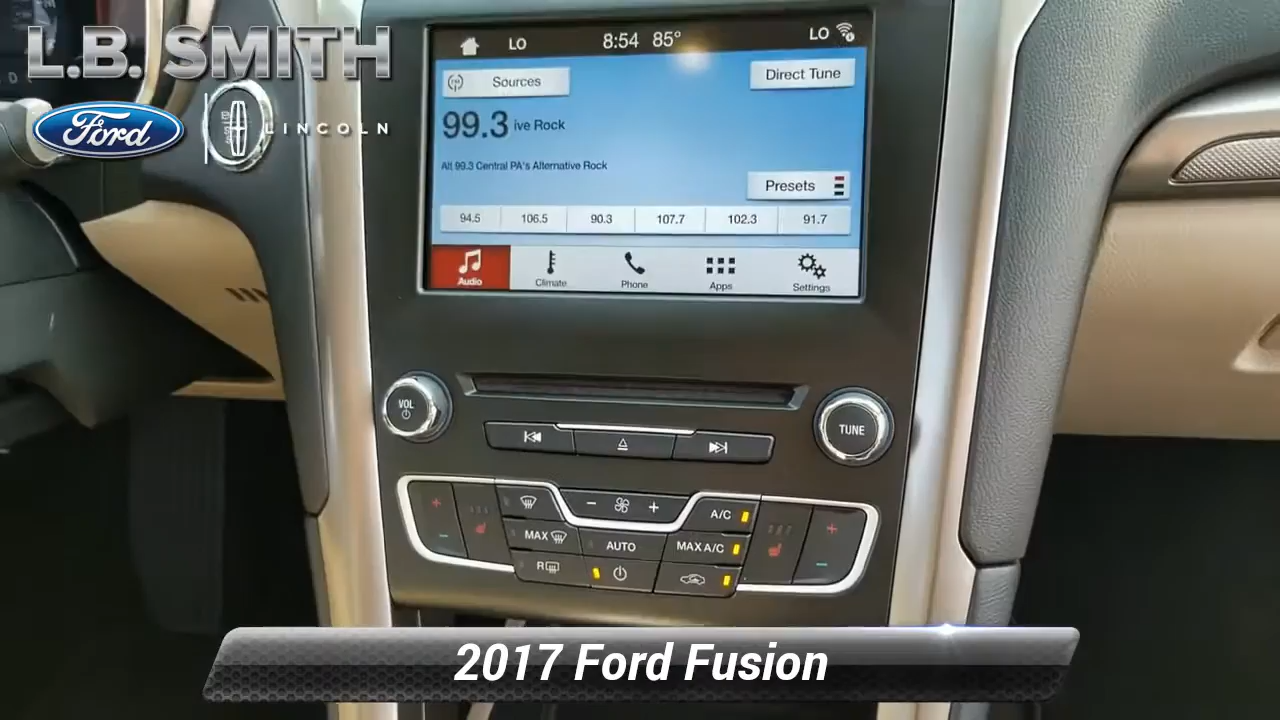 L.B. SMITH
Ford
LINCOLN
LO 8:54 85° LO
Sources
Direct Tune
99.3 ive Rock
Alt 99.3 Central PA's Alternative Rock
Presets
94.5 106.5 90.3 107.7 102.3 91.7
Audio Climate Phone Apps Settings
VOL
TUNE
A/C
MAX
AUTO
MAX A/C
R
2017 Ford Fusion